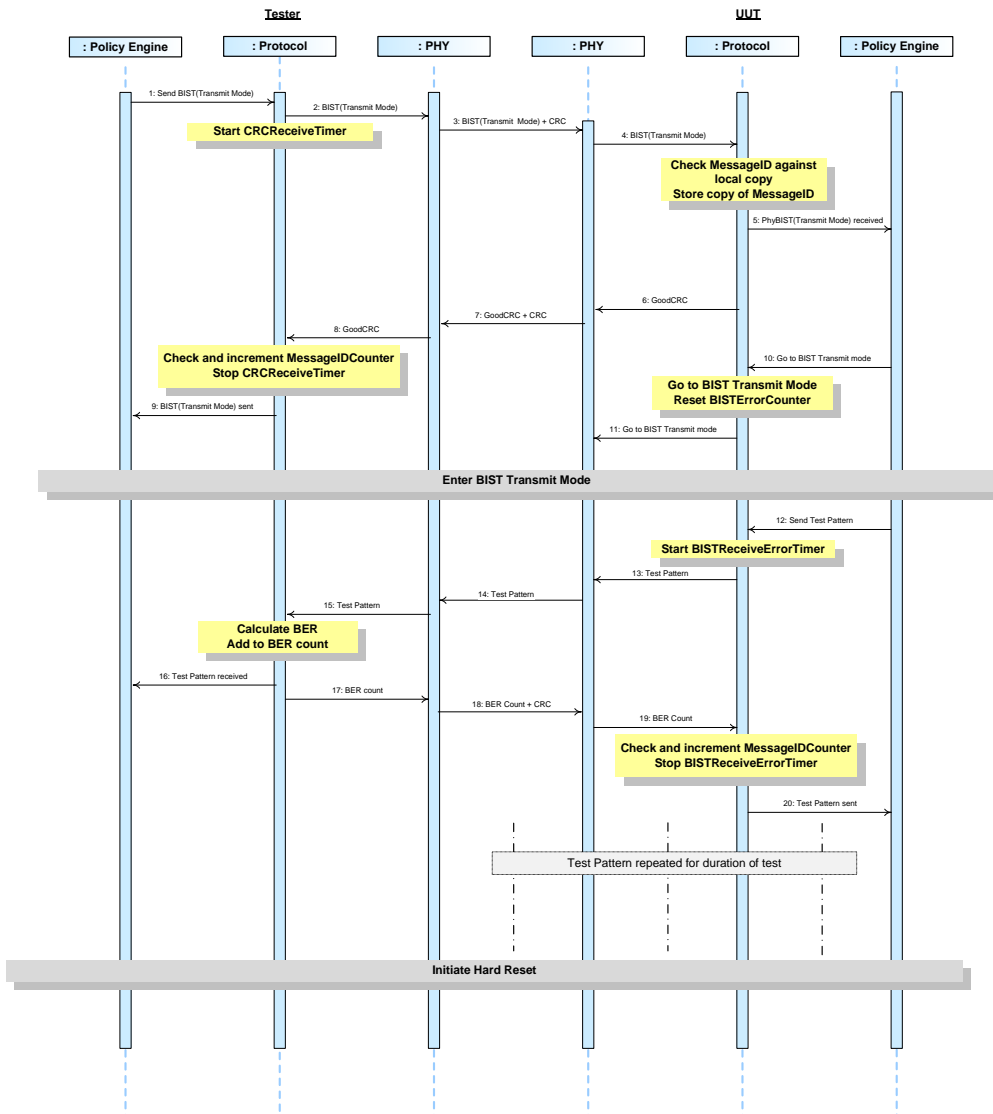 Tester
UUT
: Policy Engine
: Protocol
: PHY
: PHY
: Protocol
: Policy Engine
1: Send BIST(Transmit Mode)
2: BIST(Transmit Mode)
Start CRCReceiveTimer
3: BIST(Transmit Mode) + CRC
4: BIST(Transmit Mode)
Check MessageID against
local copy
Store copy of MessageID
5: PhyBIST(Transmit Mode) received
6: GoodCRC
7: GoodCRC + CRC
8: GoodCRC
Check and increment MessageIDCounter
Stop CRCReceiveTimer
10: Go to BIST Transmit mode
Go to BIST Transmit Mode
Reset BISTErrorCounter
9: BIST(Transmit Mode) sent
11: Go to BIST Transmit mode
Enter BIST Transmit Mode
12: Send Test Pattern
Start BISTReceiveErrorTimer
13: Test Pattern
14: Test Pattern
15: Test Pattern
Calculate BER
Add to BER count
16: Test Pattern received
17: BER count
18: BER Count + CRC
19: BER Count
Check and increment MessageIDCounter
Stop BISTReceiveErrorTimer
20: Test Pattern sent
Test Pattern repeated for duration of test
Initiate Hard Reset